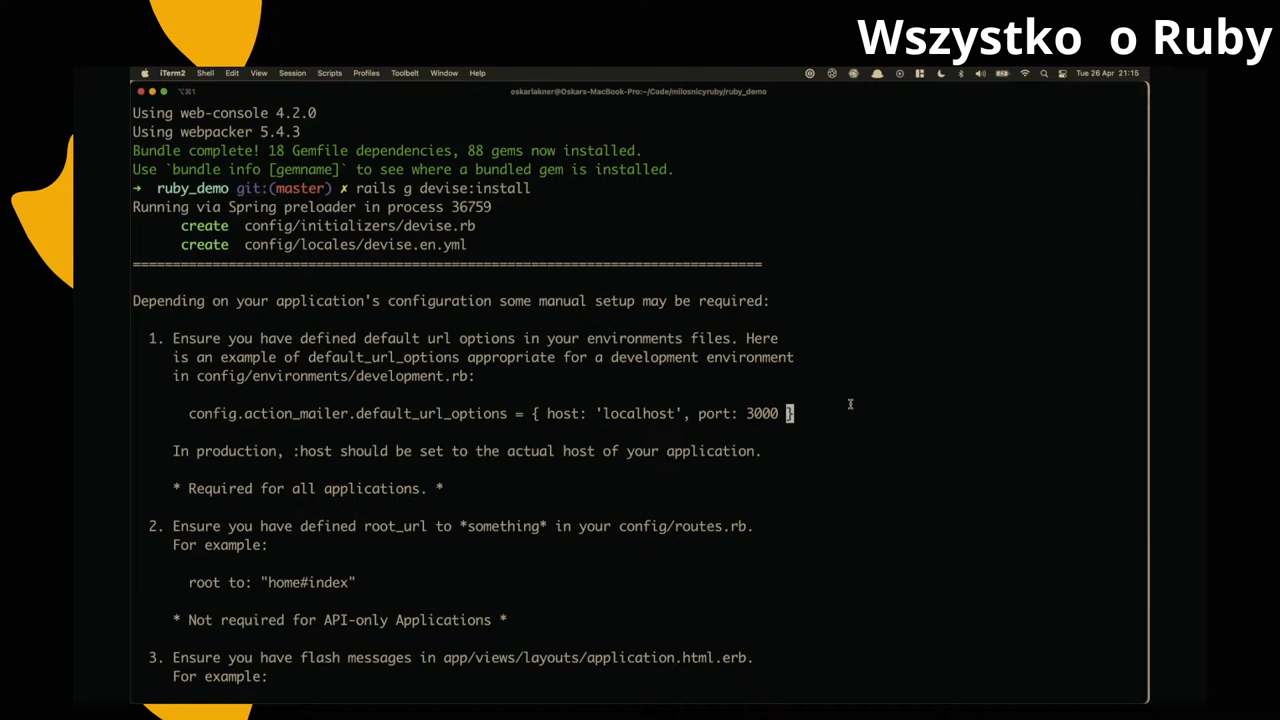 Wszystko o Ruby
iTerm2 Shell Edit View Session Scripts Profiles Toolbelt Window Help Tue 26 Apr 21:15
⌥⌘1 oskarlakner@Oskars-MacBook-Pro:~/Code/milosnicyruby/ruby_demo
Using web-console 4.2.0
Using webpacker 5.4.3
Bundle complete! 18 Gemfile dependencies, 88 gems now installed.
Use `bundle info [gemname]` to see where a bundled gem is installed.
➜ ruby_demo git:(master) ✗ rails g devise:install
Running via Spring preloader in process 36759
create config/initializers/devise.rb
create config/locales/devise.en.yml
===============================================================================
Depending on your application's configuration some manual setup may be required:
1. Ensure you have defined default url options in your environments files. Here
is an example of default_url_options appropriate for a development environment
in config/environments/development.rb:
config.action_mailer.default_url_options = { host: 'localhost', port: 3000 }
In production, :host should be set to the actual host of your application.
* Required for all applications. *
2. Ensure you have defined root_url to *something* in your config/routes.rb.
For example:
root to: "home#index"
* Not required for API-only Applications *
3. Ensure you have flash messages in app/views/layouts/application.html.erb.
For example: